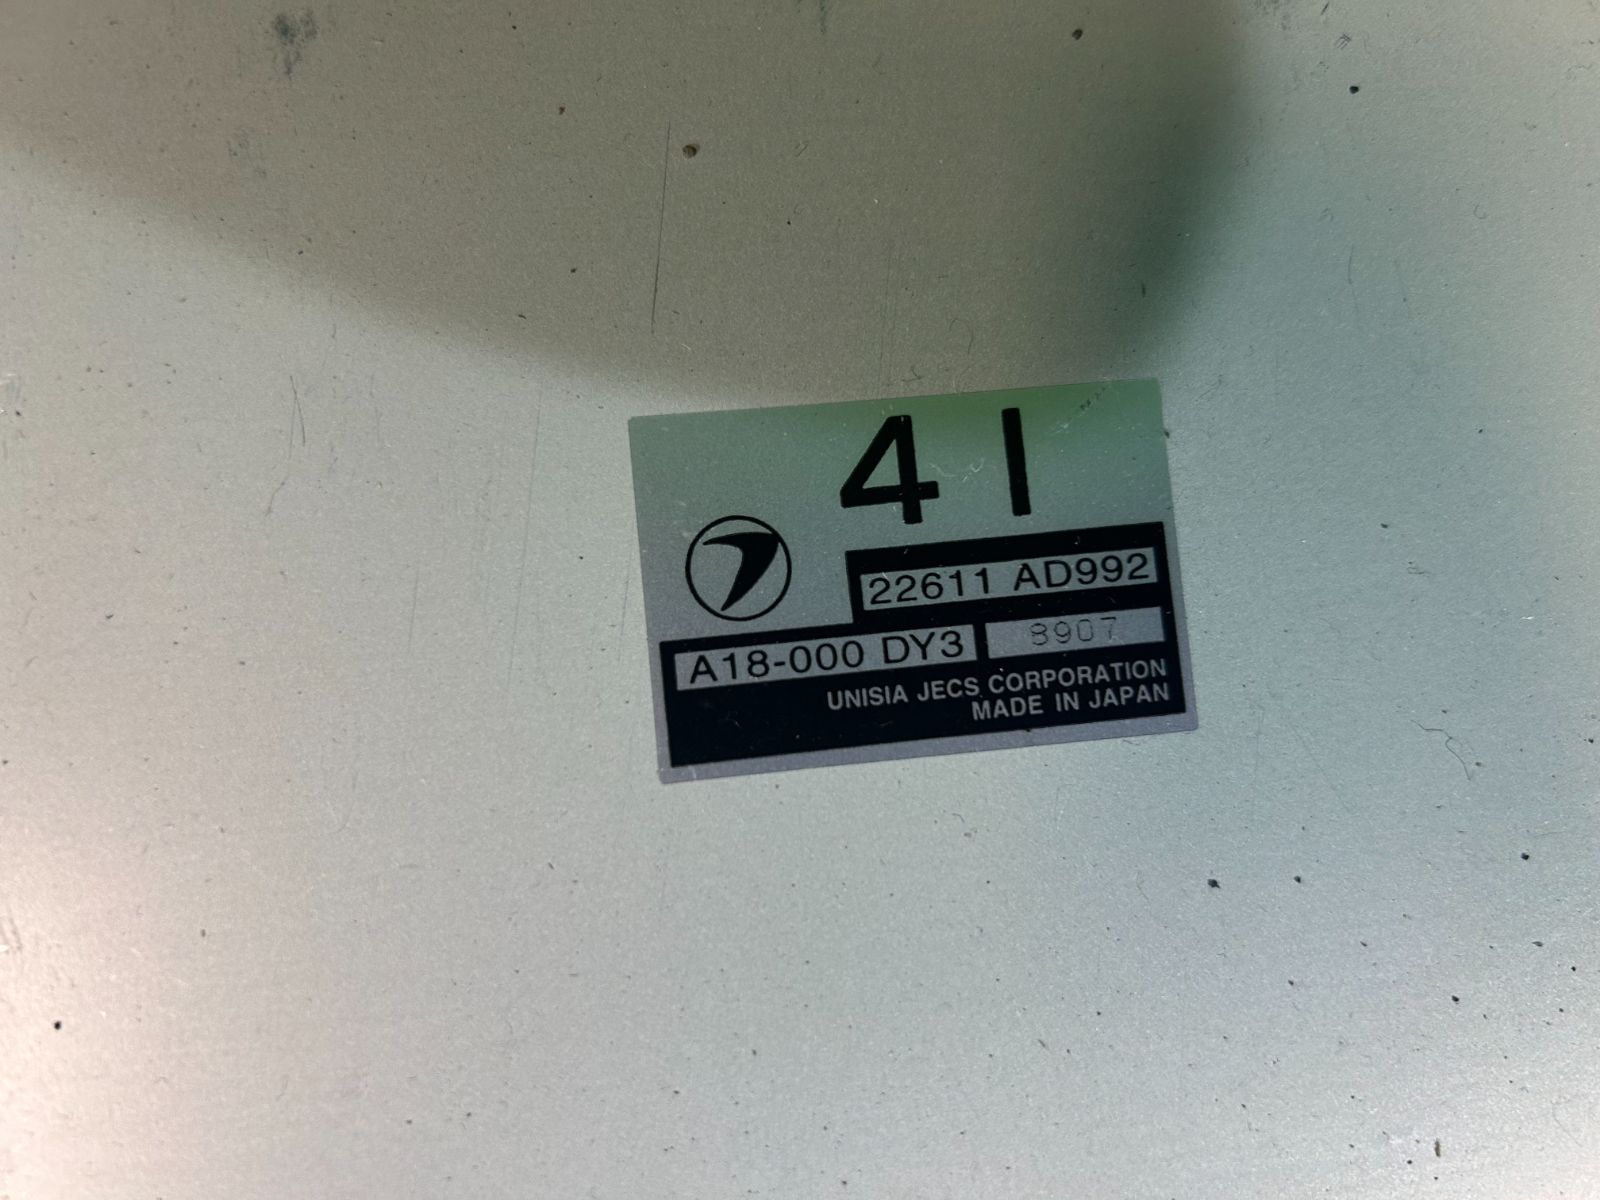 41
22611 AD992
A18-000 DY3 8907
UNISIA JECS CORPORATION
MADE IN JAPAN